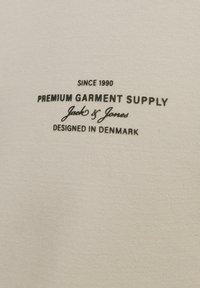 SINCE 1990
PREMIUM GARMENT SUPPLY
Jack & Jones
DESIGNED IN DENMARK